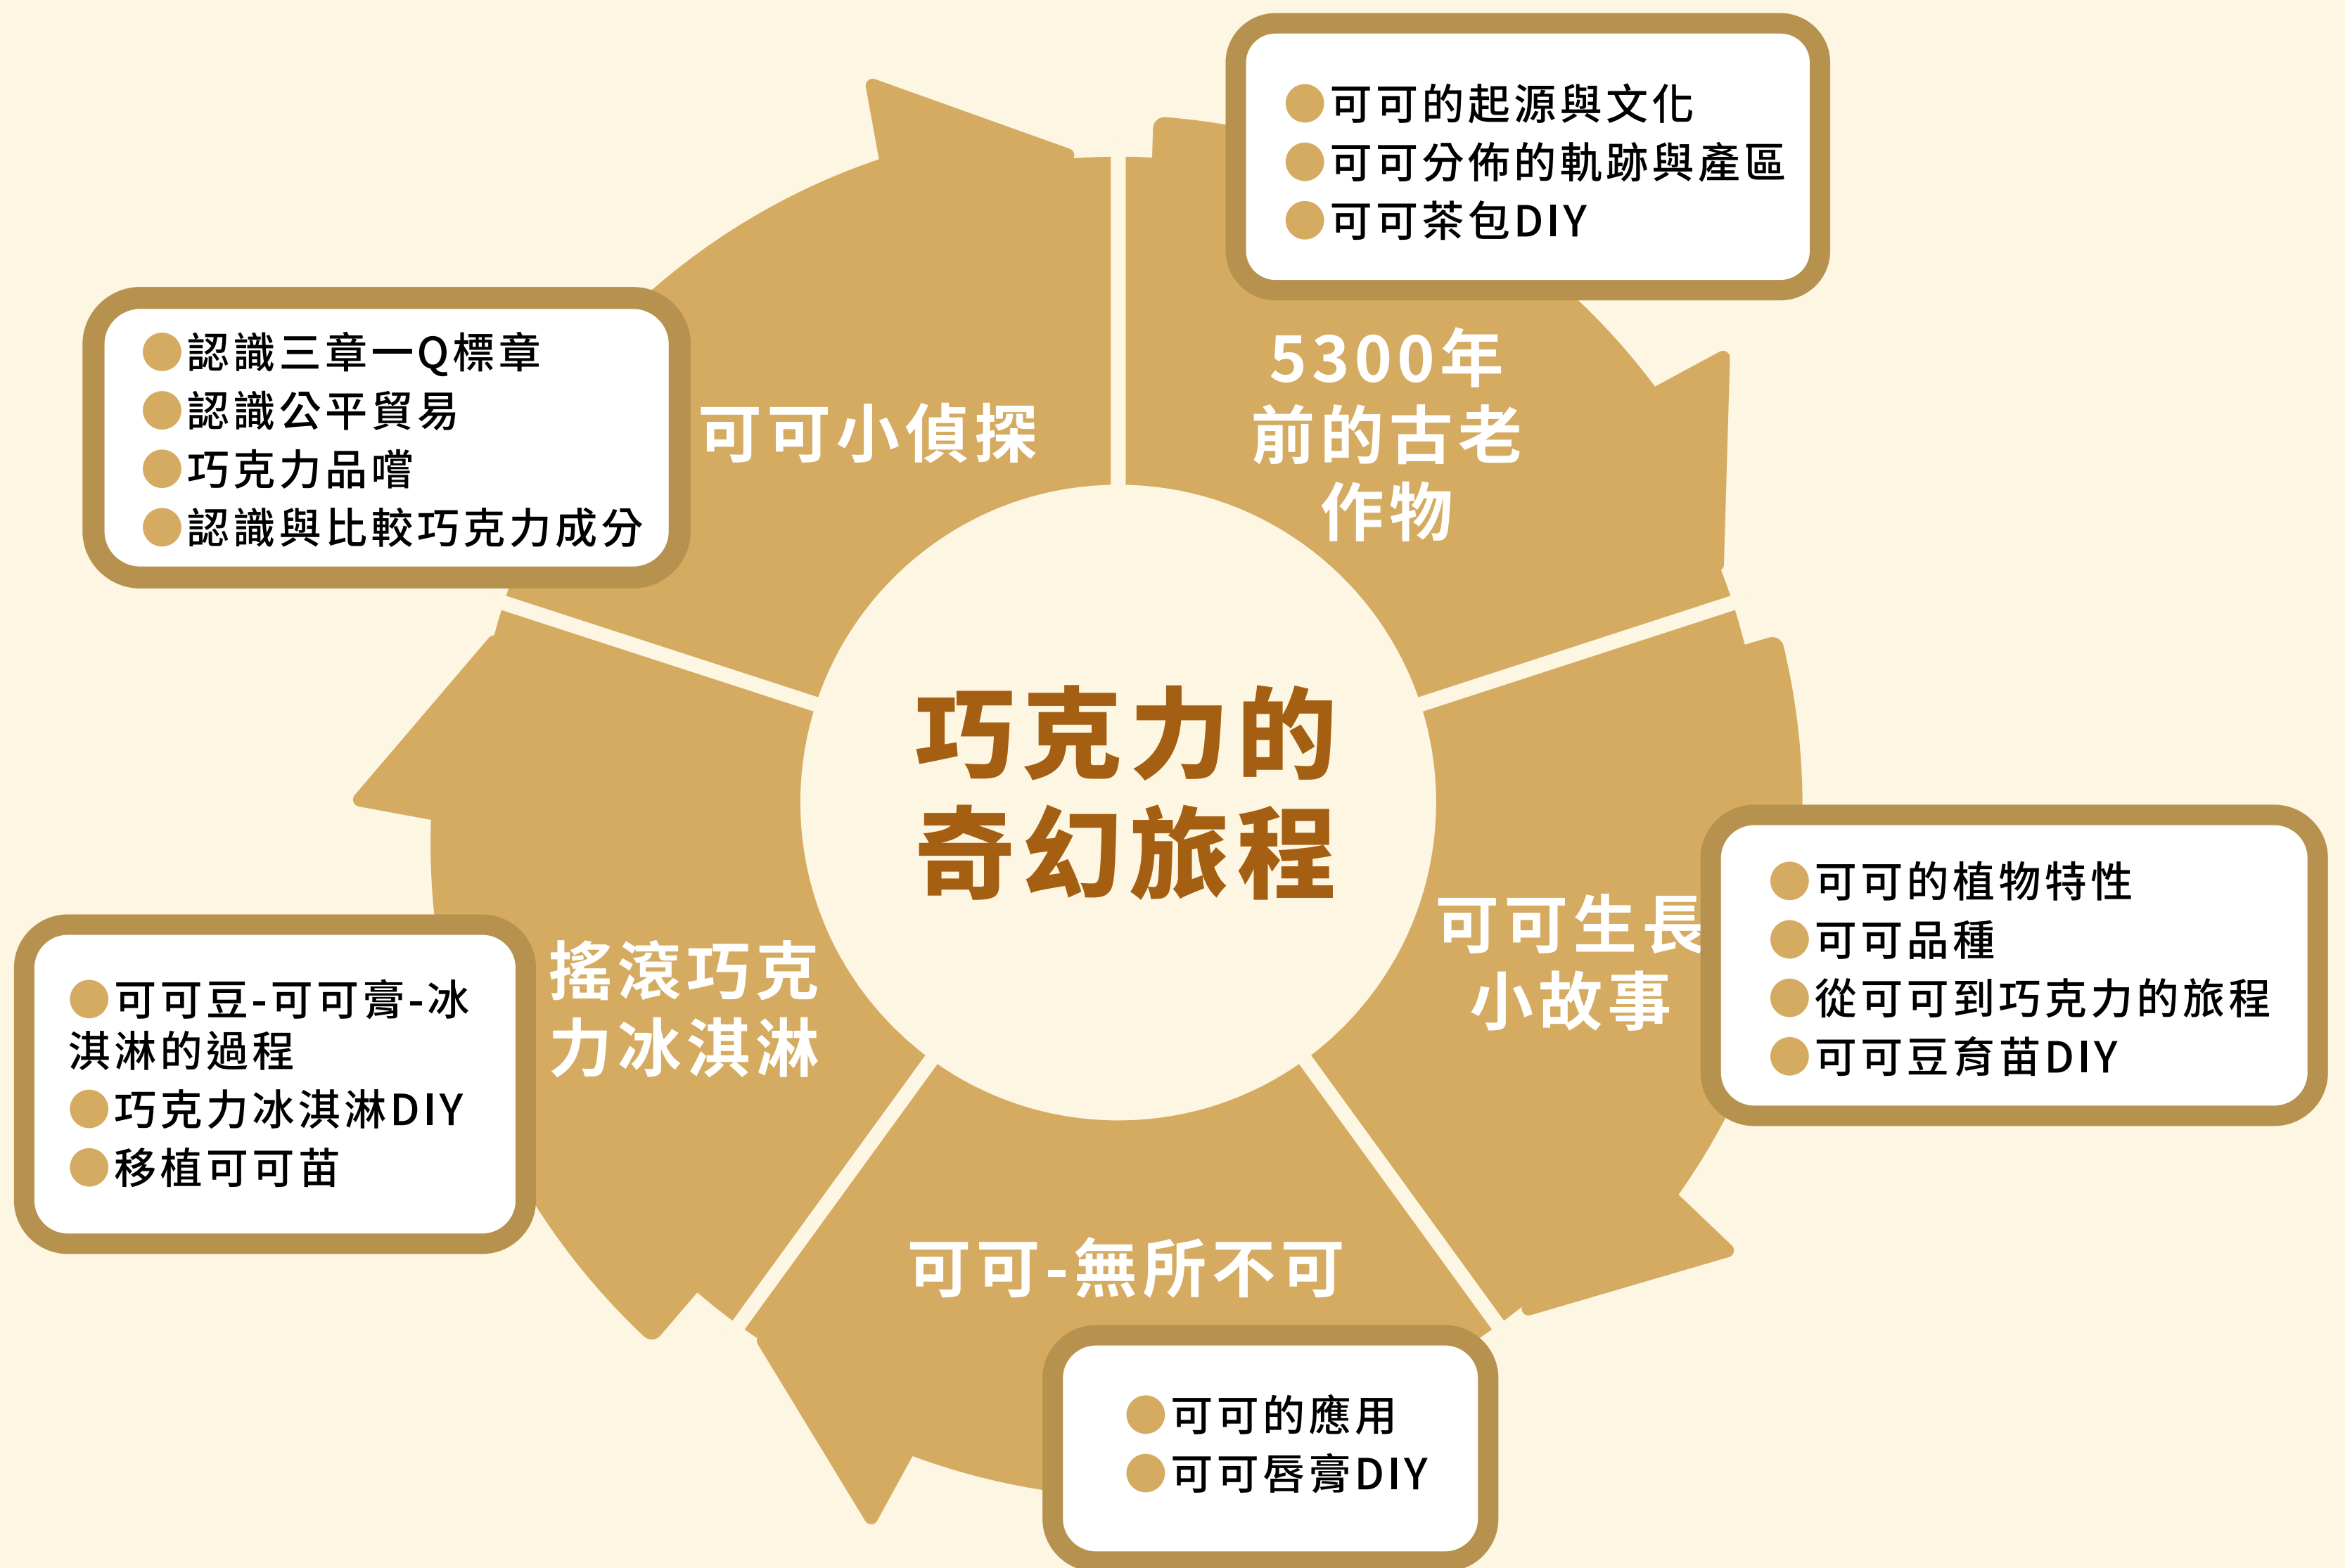 ●可可的起源與文化
●可可分佈的軌跡與產區
●可可茶包DIY
5300年
前的古老
作物
●認識三章一Q標章
●認識公平貿易
●巧克力品嚐
●認識與比較巧克力成分
可可小偵探
巧克力的
奇幻旅程
可可生長
小故事
●可可的植物特性
●可可品種
●從可可到巧克力的旅程
●可可豆育苗DIY
搖滾巧克
力冰淇淋
●可可豆-可可膏-冰
淇淋的過程
●巧克力冰淇淋DIY
●移植可可苗
可可-無所不可
●可可的應用
●可可唇膏DIY